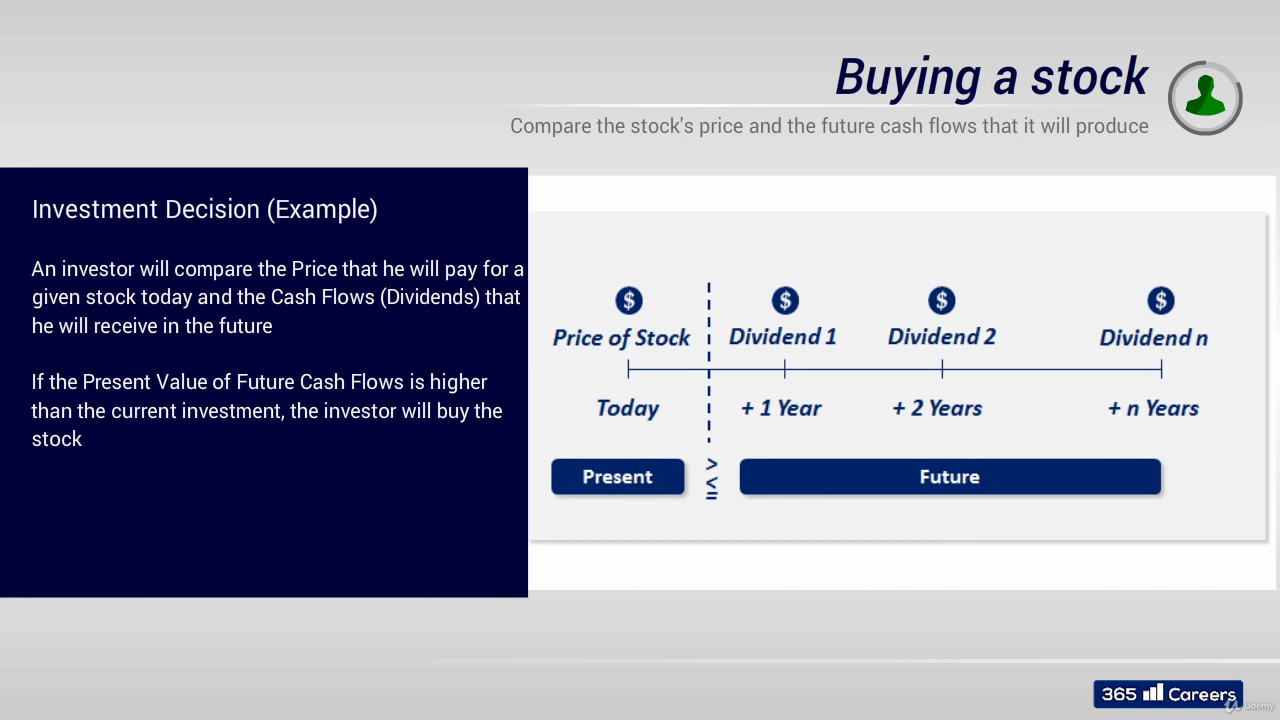 Buying a stock
Compare the stock's price and the future cash flows that it will produce
Investment Decision (Example)
An investor will compare the Price that he will pay for a
given stock today and the Cash Flows (Dividends) that
he will receive in the future
If the Present Value of Future Cash Flows is higher
than the current investment, the investor will buy the
stock
$ $ $ $
Price of Stock Dividend 1 Dividend 2 Dividend n
Today + 1 Year + 2 Years + n Years
>
Present < Future
=
365 Careers
Udemy